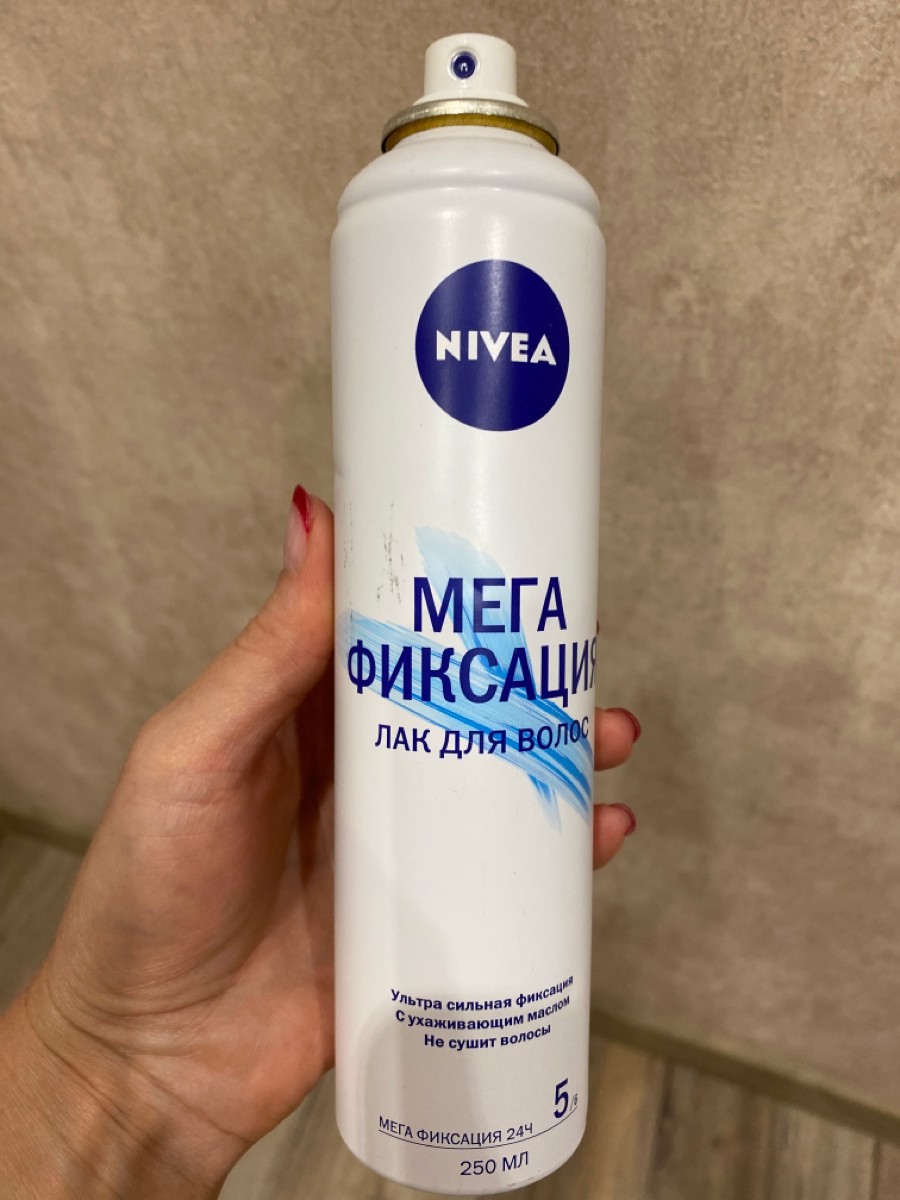 NIVEA
МЕГА
ФИКСАЦИЯ
ЛАК ДЛЯ ВОЛОС
Ультра сильная фиксация
С ухаживающим маслом
Не сушит волосы
5/6
МЕГА ФИКСАЦИЯ 24Ч
250 МЛ